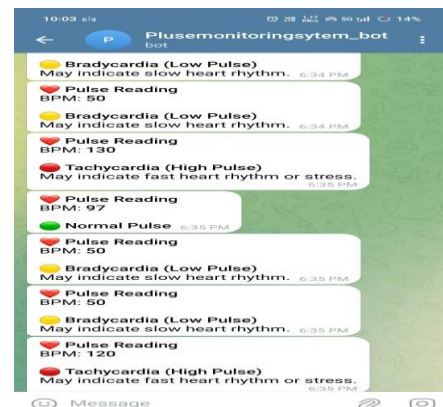 10:03
5G 14%
P
Plusemonitoringsytem_bot
bot
Bradycardia (Low Pulse)
May indicate slow heart rhythm. 6:34 PM
Pulse Reading
BPM: 50
Bradycardia (Low Pulse)
May indicate slow heart rhythm. 6:34 PM
Pulse Reading
BPM: 130
Tachycardia (High Pulse)
May indicate fast heart rhythm or stress.
6:35 PM
Pulse Reading
BPM: 97
Normal Pulse 6:35 PM
Pulse Reading
BPM: 50
Bradycardia (Low Pulse)
May indicate slow heart rhythm. 6:35 PM
Pulse Reading
BPM: 50
Bradycardia (Low Pulse)
May indicate slow heart rhythm. 6:35 PM
Pulse Reading
BPM: 120
Tachycardia (High Pulse)
May indicate fast heart rhythm or stress.
6:35 PM
Message